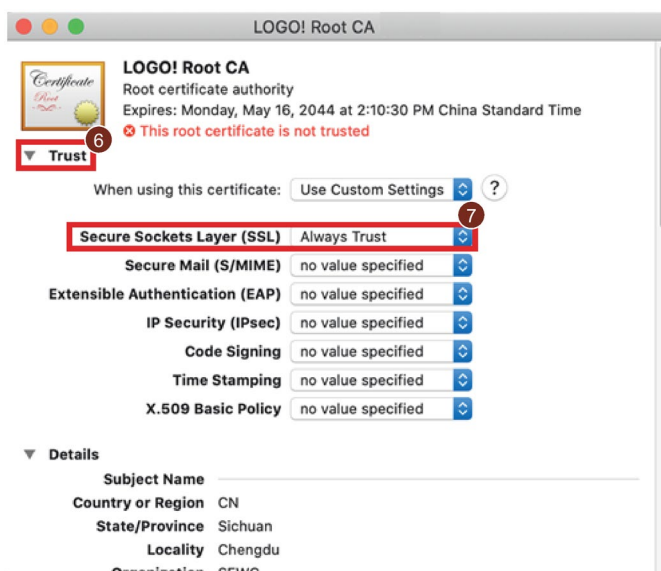 LOGO! Root CA
Certificate
Root
LOGO! Root CA
Root certificate authority
Expires: Monday, May 16, 2044 at 2:10:30 PM China Standard Time
This root certificate is not trusted
6
Trust
When using this certificate: Use Custom Settings ?
7
Secure Sockets Layer (SSL) Always Trust
Secure Mail (S/MIME) no value specified
Extensible Authentication (EAP) no value specified
IP Security (IPsec) no value specified
Code Signing no value specified
Time Stamping no value specified
X.509 Basic Policy no value specified
Details
Subject Name
Country or Region CN
State/Province Sichuan
Locality Chengdu
Organization SEWC